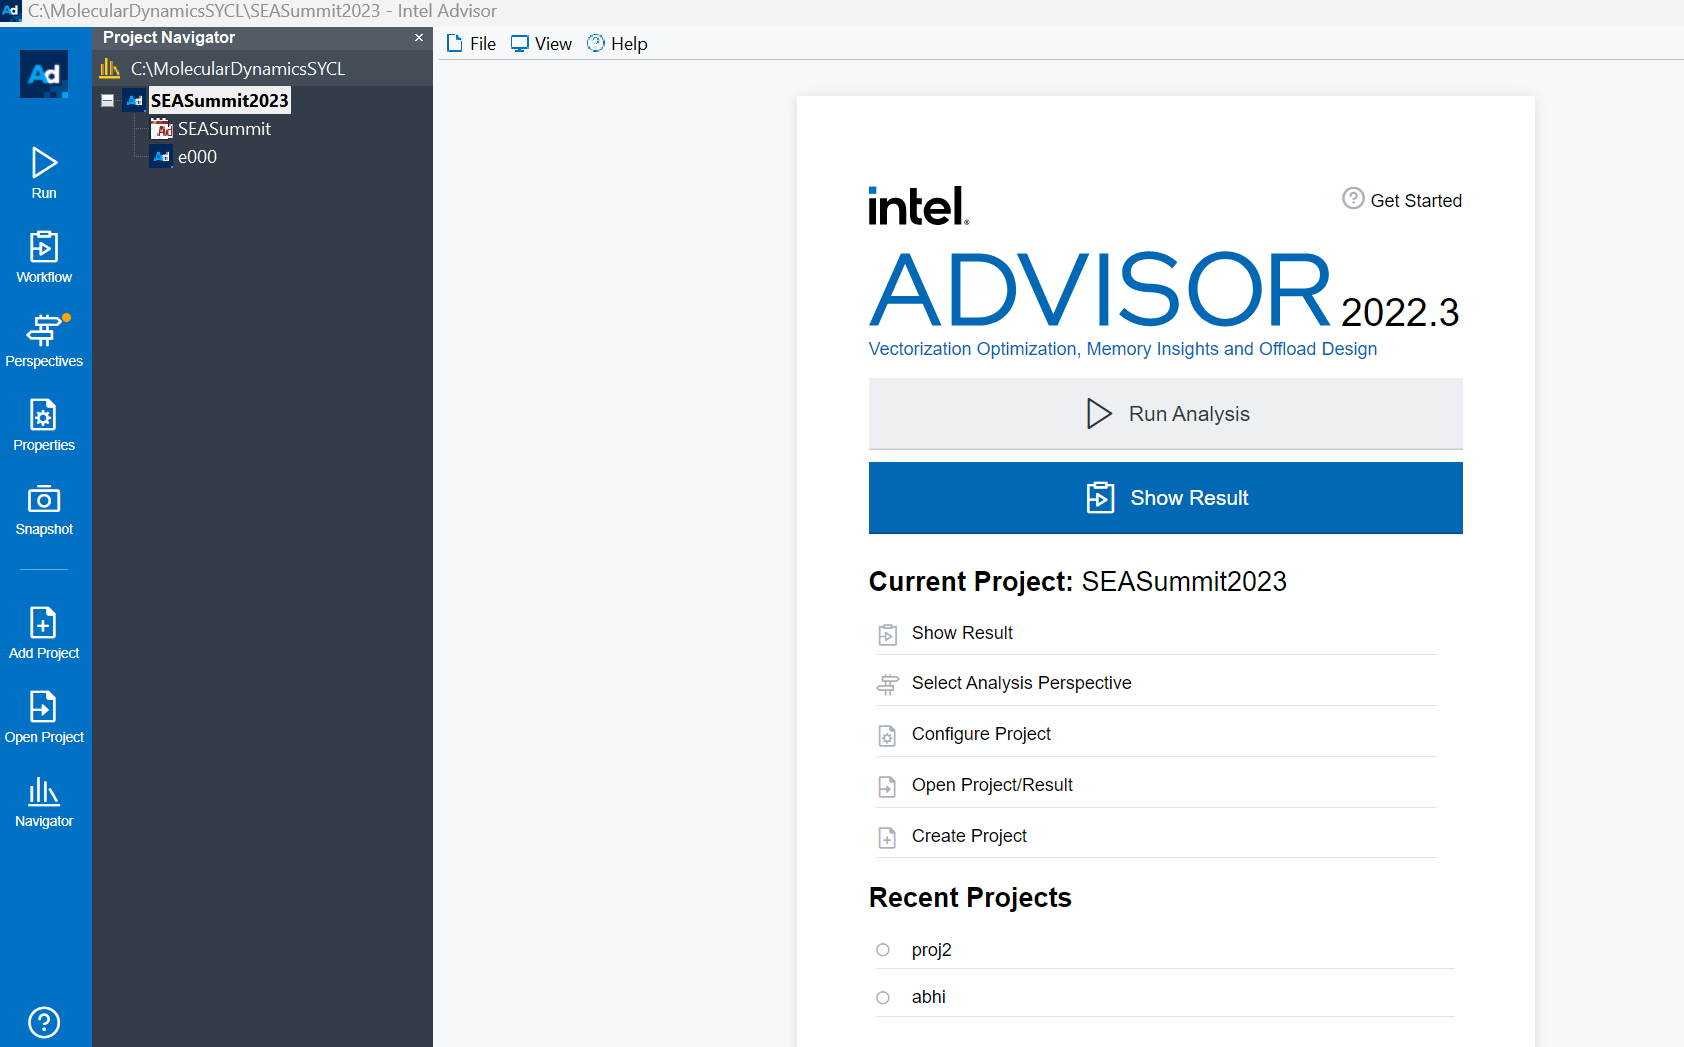 Ad C:\MolecularDynamicsSYCL\SEASummit2023 - Intel Advisor
Project Navigator ×
File View Help
Ad
C:\MolecularDynamicsSYCL
Ad SEASummit2023
Ad SEASummit
Ad e000
Run
Workflow
Perspectives
Properties
Snapshot
Add Project
Open Project
Navigator
?
intel®
? Get Started
ADVISOR 2022.3
Vectorization Optimization, Memory Insights and Offload Design
Run Analysis
Show Result
Current Project: SEASummit2023
Show Result
Select Analysis Perspective
Configure Project
Open Project/Result
Create Project
Recent Projects
proj2
abhi